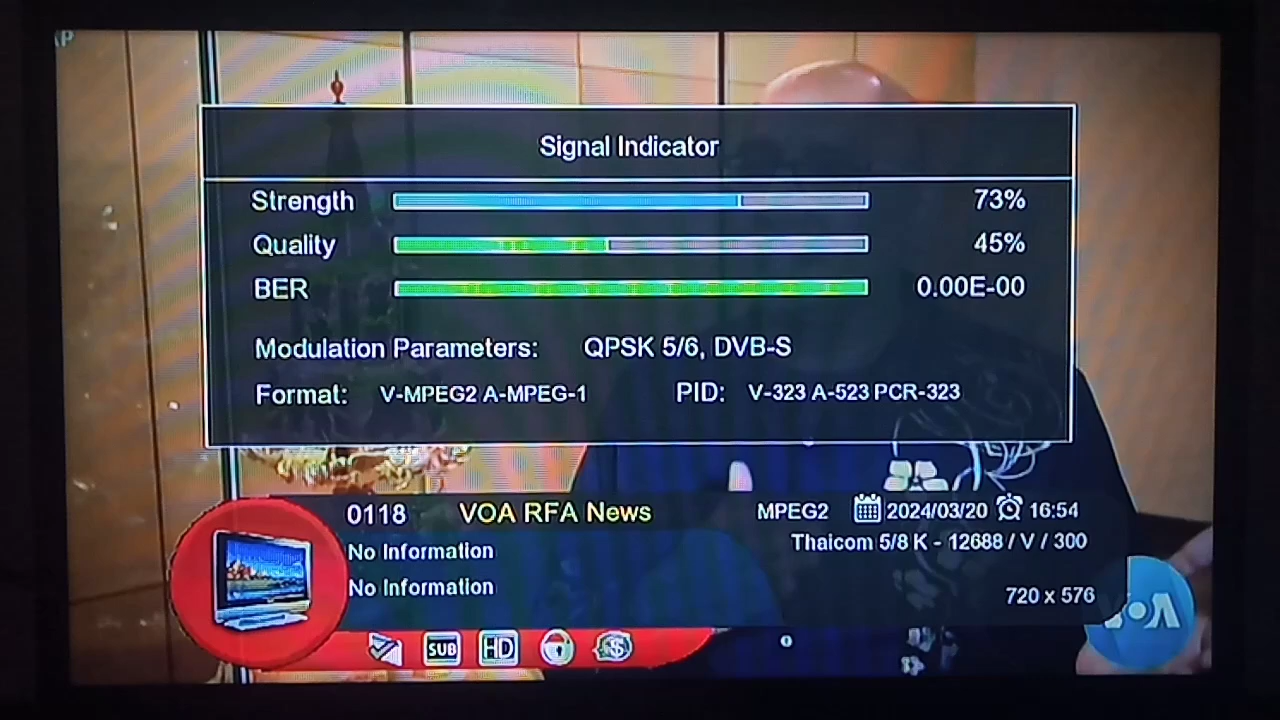 AP
Signal Indicator
Strength 73%
Quality 45%
BER 0.00E-00
Modulation Parameters: QPSK 5/6, DVB-S
Format: V-MPEG2 A-MPEG-1 PID: V-323 A-523 PCR-323
0118 VOA RFA News MPEG2 2024/03/20 16:54
No Information Thaicom 5/8 K - 12688 / V / 300
No Information 720 x 576
VOA
SUB HD $